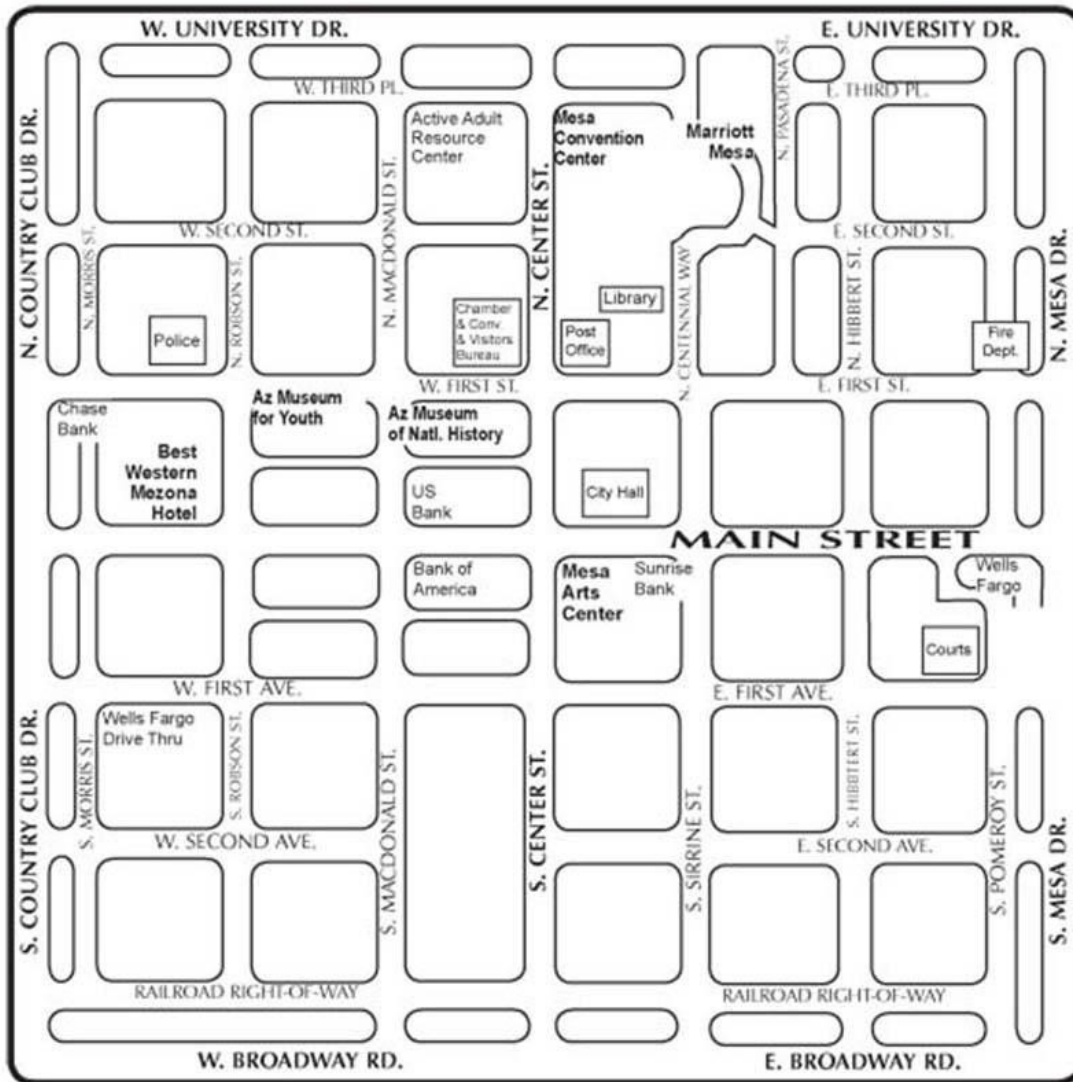 W. UNIVERSITY DR.
E. UNIVERSITY DR.
W. THIRD PL.
E. THIRD PL.
N. PASADENA ST.
N. COUNTRY CLUB DR.
Active Adult
Resource
Center
Mesa
Convention
Center
Marriott
Mesa
N. MACDONALD ST.
N. CENTER ST.
W. SECOND ST.
E. SECOND ST.
N. MORRIS ST.
N. ROBSON ST.
N. CENTENNIAL WAY
N. HIBBERT ST.
N. MESA DR.
Police
Chamber
& Conv.
& Visitors
Bureau
Library
Post
Office
Fire
Dept.
W. FIRST ST.
E. FIRST ST.
Chase
Bank
Best
Western
Mezona
Hotel
Az Museum
for Youth
Az Museum
of Natl. History
US
Bank
City Hall
MAIN STREET
Bank of
America
Mesa
Arts
Center
Sunrise
Bank
Wells
Fargo
Courts
W. FIRST AVE.
E. FIRST AVE.
S. COUNTRY CLUB DR.
S. MORRIS ST.
Wells Fargo
Drive Thru
S. ROBSON ST.
S. MACDONALD ST.
S. CENTER ST.
S. SIRRINE ST.
S. HIBBTERT ST.
S. POMEROY ST.
S. MESA DR.
W. SECOND AVE.
E. SECOND AVE.
RAILROAD RIGHT-OF-WAY
RAILROAD RIGHT-OF-WAY
W. BROADWAY RD.
E. BROADWAY RD.